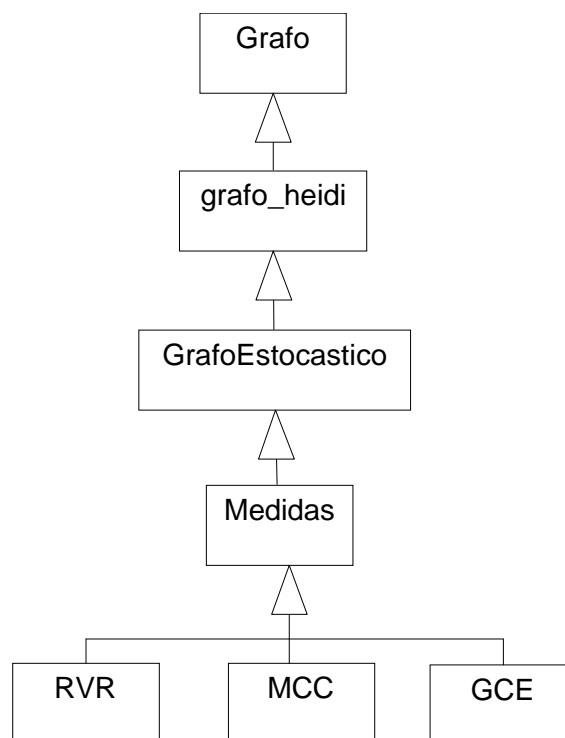 Grafo
grafo_heidi
GrafoEstocastico
Medidas
RVR
MCC
GCE